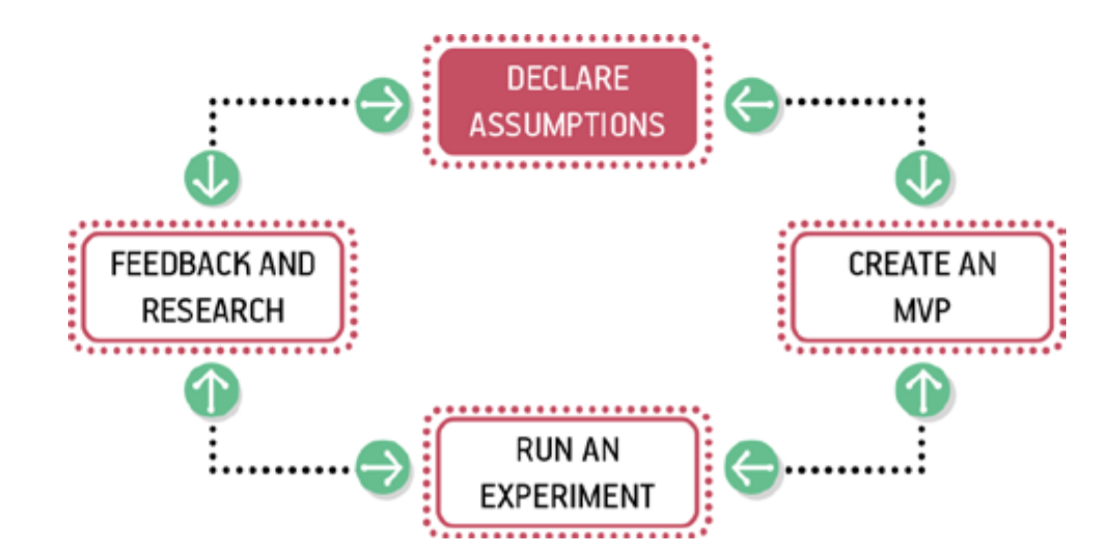 DECLARE
ASSUMPTIONS
FEEDBACK AND
RESEARCH
CREATE AN
MVP
RUN AN
EXPERIMENT